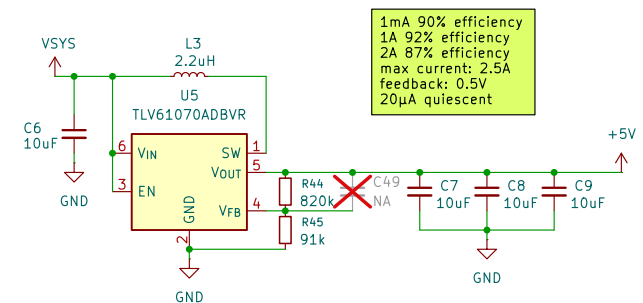 1mA 90% efficiency
1A 92% efficiency
2A 87% efficiency
max current: 2.5A
feedback: 0.5V
20µA quiescent
VSYS
L3
2.2uH
U5
TLV61070ADBVR
C6
10uF
GND
6
VIN
SW
1
VOUT
5
3
EN
GND
VFB
4
2
GND
R44
820k
R45
91k
C49
NA
C7
10uF
C8
10uF
C9
10uF
+5V
GND